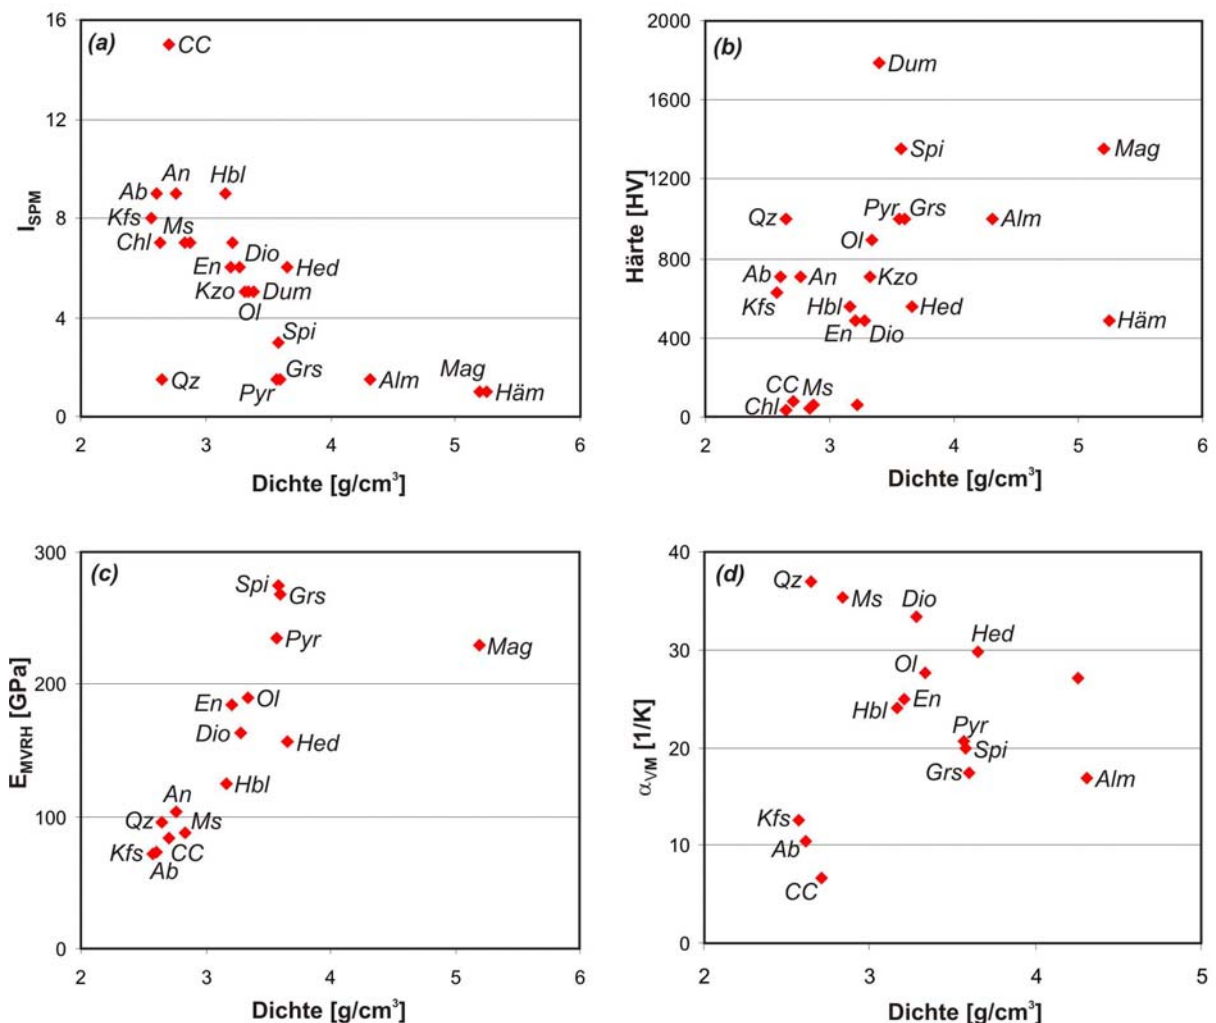 (a)
16
12
8
4
0
I_SPM
CC
An
Hbl
Ab
Kfs
Ms
Chl
Dio
En
Hed
Kzo
Dum
Ol
Spi
Grs
Mag
Qz
Pyr
Alm
Häm
2 3 4 5 6
Dichte [g/cm³]
(b)
2000
1600
1200
800
400
0
Härte [HV]
Dum
Spi
Mag
Qz
Pyr Grs
Alm
Ol
Ab
An
Kzo
Kfs
Hbl
Hed
En
Dio
Häm
CC
Ms
Chl
2 3 4 5 6
Dichte [g/cm³]
(c)
300
200
100
0
E_MVRH [GPa]
Spi
Grs
Pyr
Mag
En
Ol
Dio
Hed
Hbl
An
Qz
Ms
Kfs
CC
Ab
2 3 4 5 6
Dichte [g/cm³]
(d)
40
30
20
10
0
α_VM [1/K]
Qz
Ms
Dio
Hed
Ol
En
Hbl
Pyr
Spi
Grs
Alm
Kfs
Ab
CC
2 3 4 5
Dichte [g/cm³]